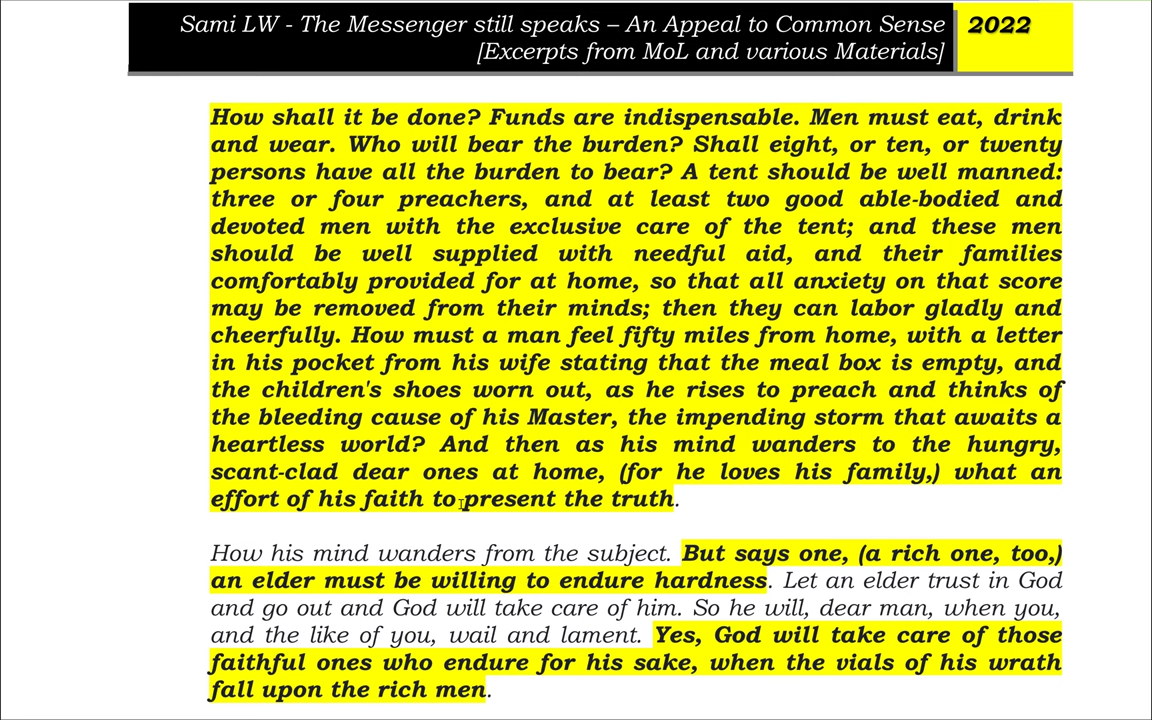 Sami LW - The Messenger still speaks – An Appeal to Common Sense
[Excerpts from MoL and various Materials]
2022
How shall it be done? Funds are indispensable. Men must eat, drink
and wear. Who will bear the burden? Shall eight, or ten, or twenty
persons have all the burden to bear? A tent should be well manned:
three or four preachers, and at least two good able-bodied and
devoted men with the exclusive care of the tent; and these men
should be well supplied with needful aid, and their families
comfortably provided for at home, so that all anxiety on that score
may be removed from their minds; then they can labor gladly and
cheerfully. How must a man feel fifty miles from home, with a letter
in his pocket from his wife stating that the meal box is empty, and
the children's shoes worn out, as he rises to preach and thinks of
the bleeding cause of his Master, the impending storm that awaits a
heartless world? And then as his mind wanders to the hungry,
scant-clad dear ones at home, (for he loves his family,) what an
effort of his faith to present the truth.
How his mind wanders from the subject. But says one, (a rich one, too,)
an elder must be willing to endure hardness. Let an elder trust in God
and go out and God will take care of him. So he will, dear man, when you,
and the like of you, wail and lament. Yes, God will take care of those
faithful ones who endure for his sake, when the vials of his wrath
fall upon the rich men.